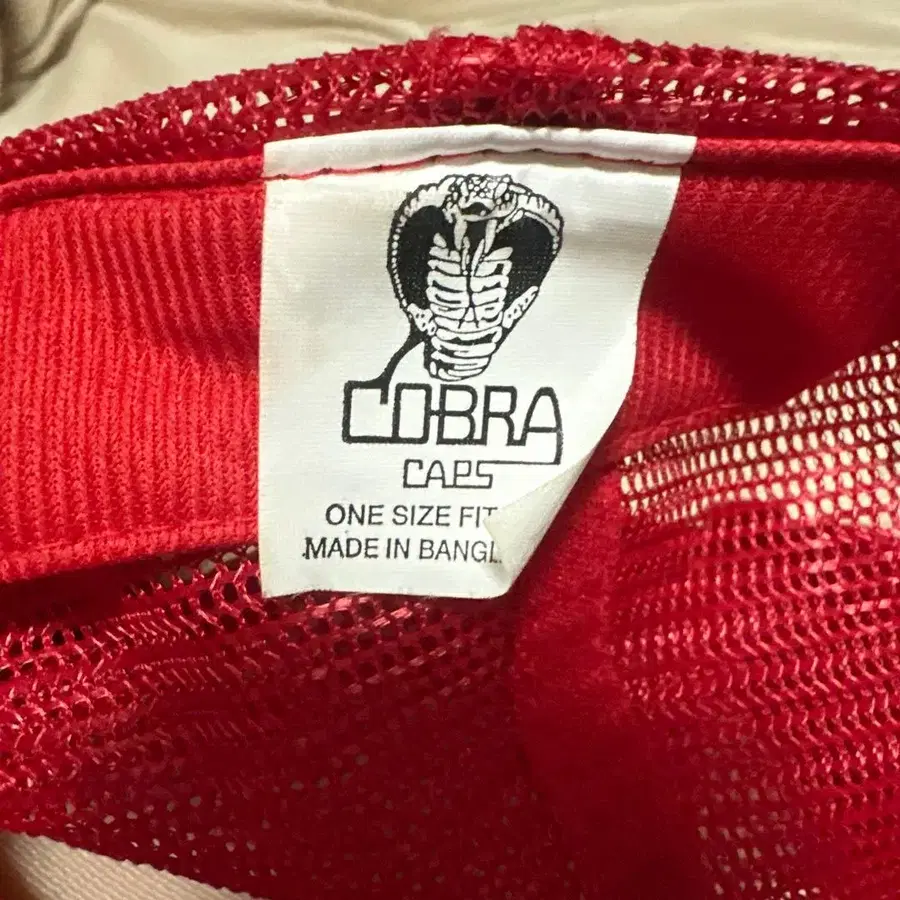 COBRA
CAPS
ONE SIZE FIT
MADE IN BANGL